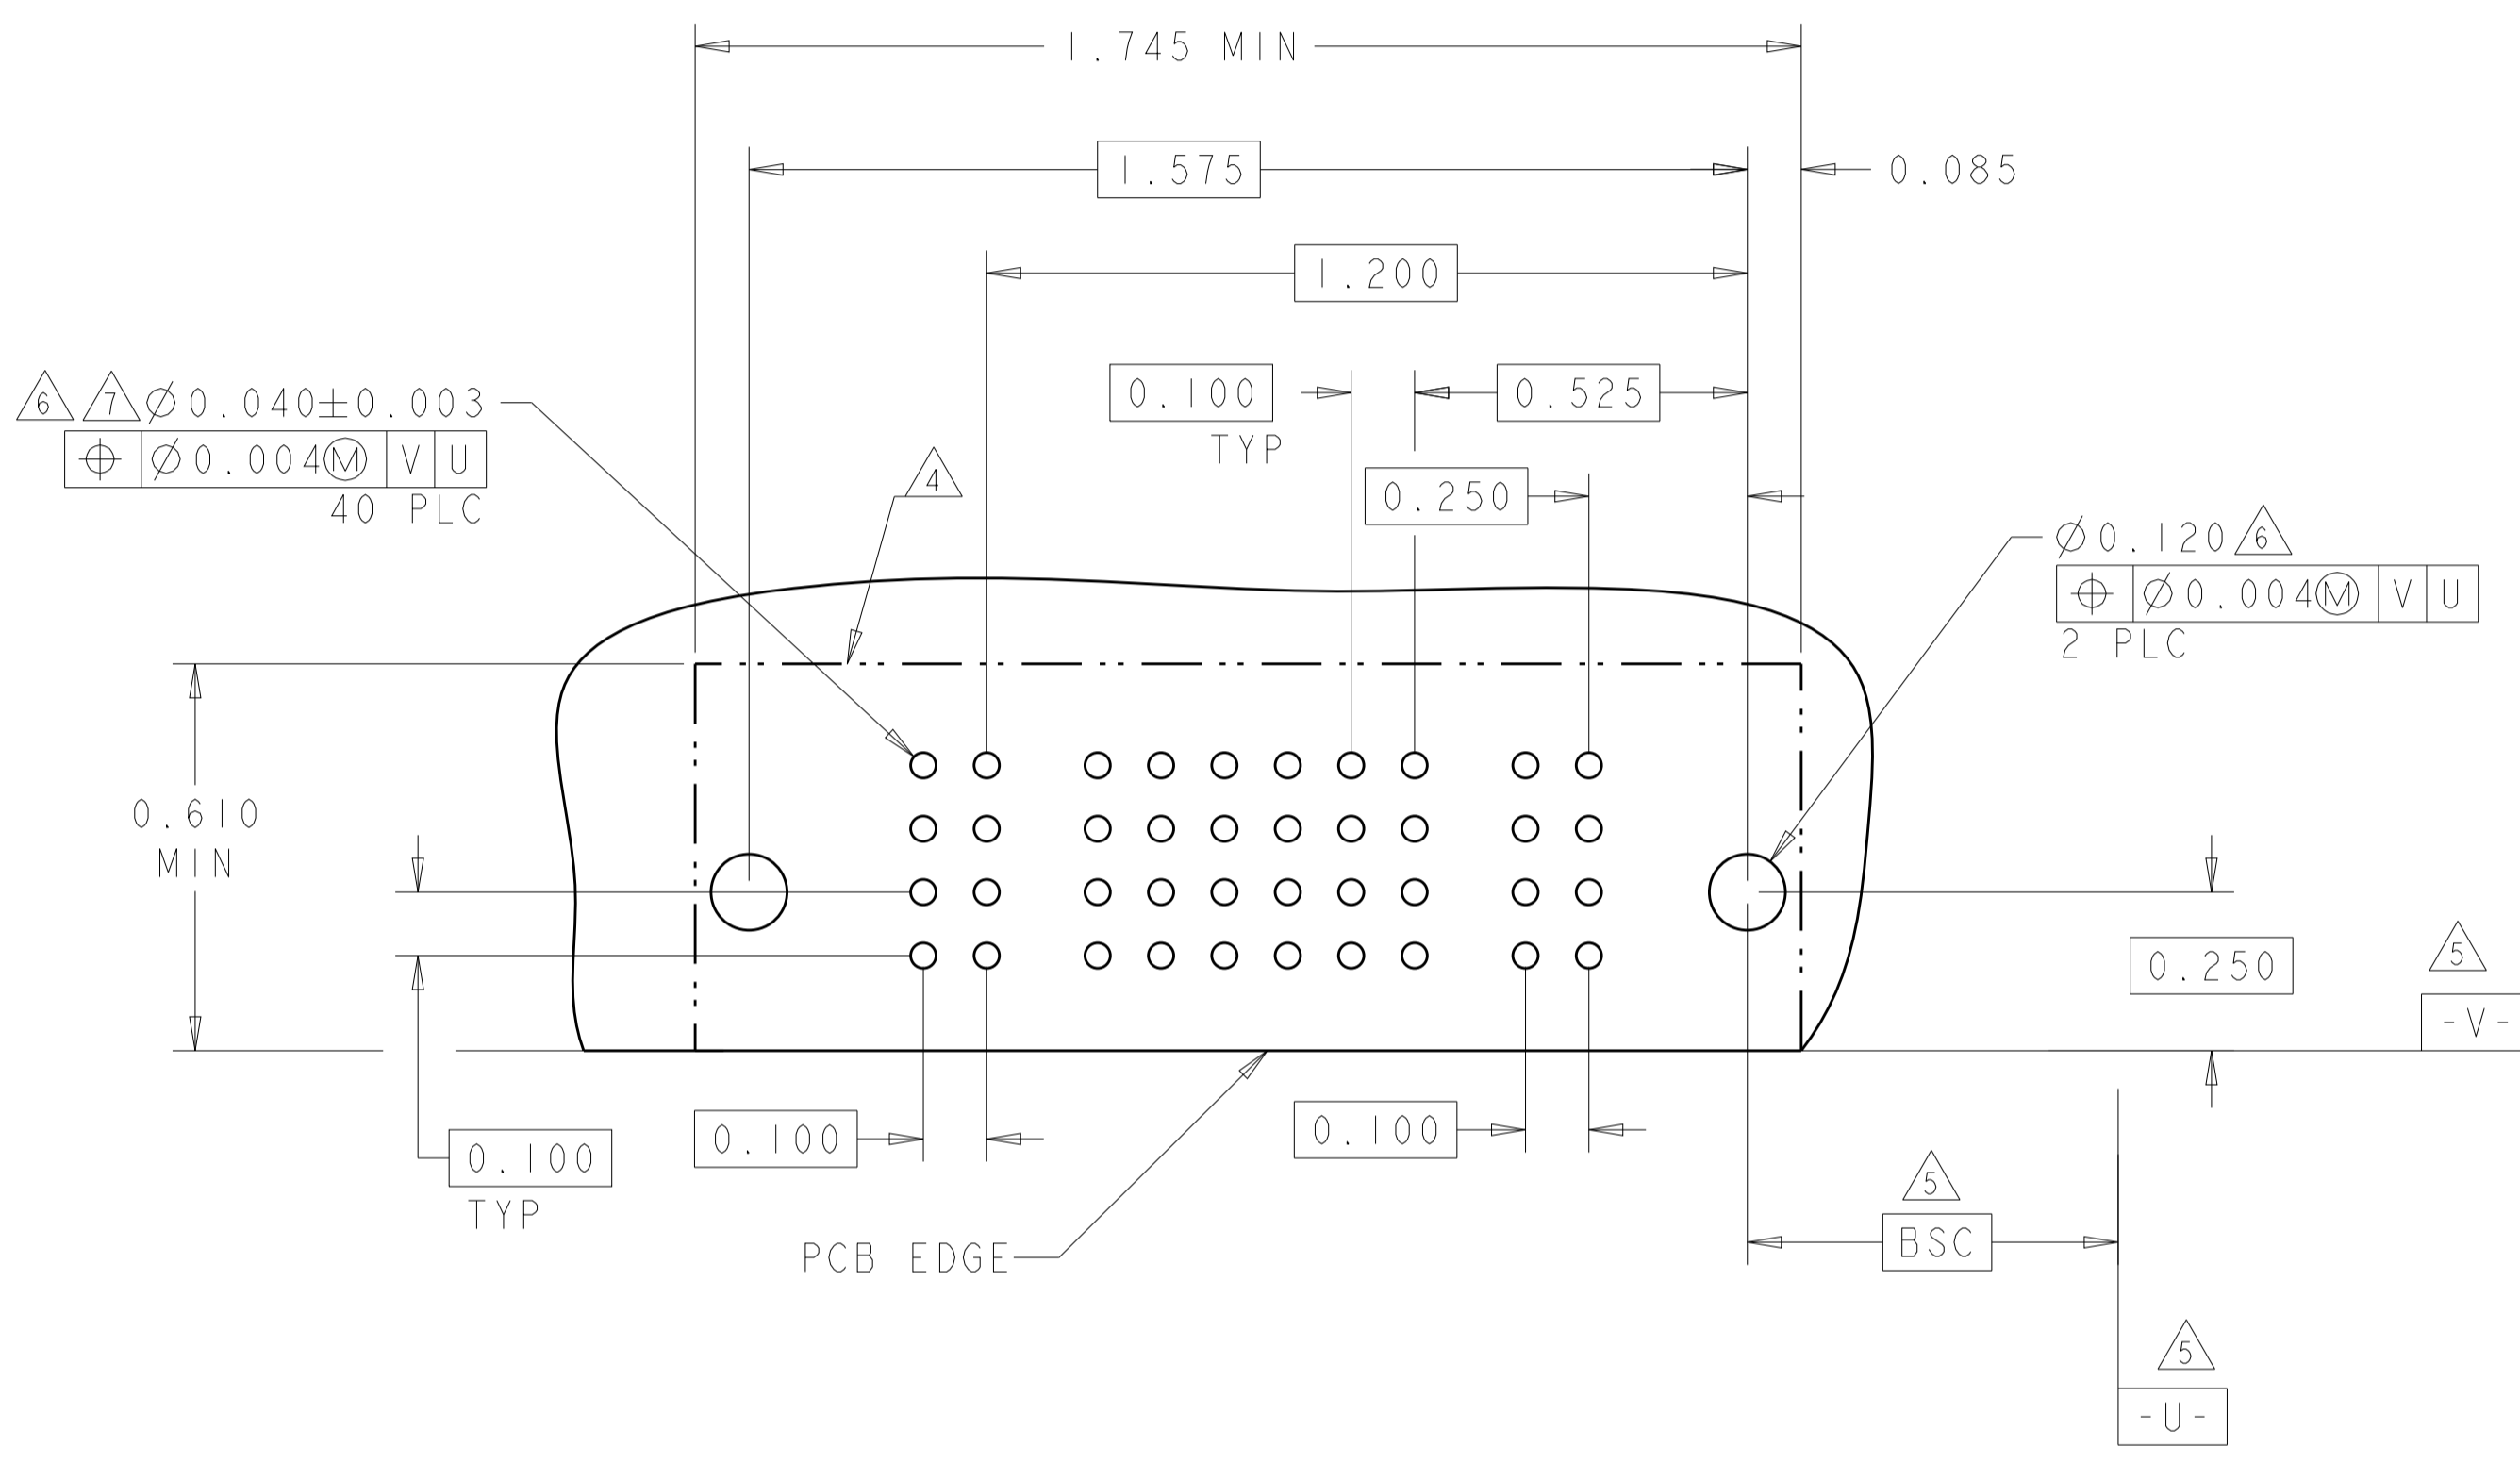 1.745 MIN
1.575
0.085
1.200
0.100
TYP
0.525
6 7 ⌀0.040±0.003
⌖ ⌀0.004Ⓜ V U
40 PLC
4
0.250
⌀0.120 6
⌖ ⌀0.004Ⓜ V U
2 PLC
0.610
MIN
0.250
5
-V-
0.100
TYP
0.100
0.100
PCB EDGE
5
BSC
5
-U-